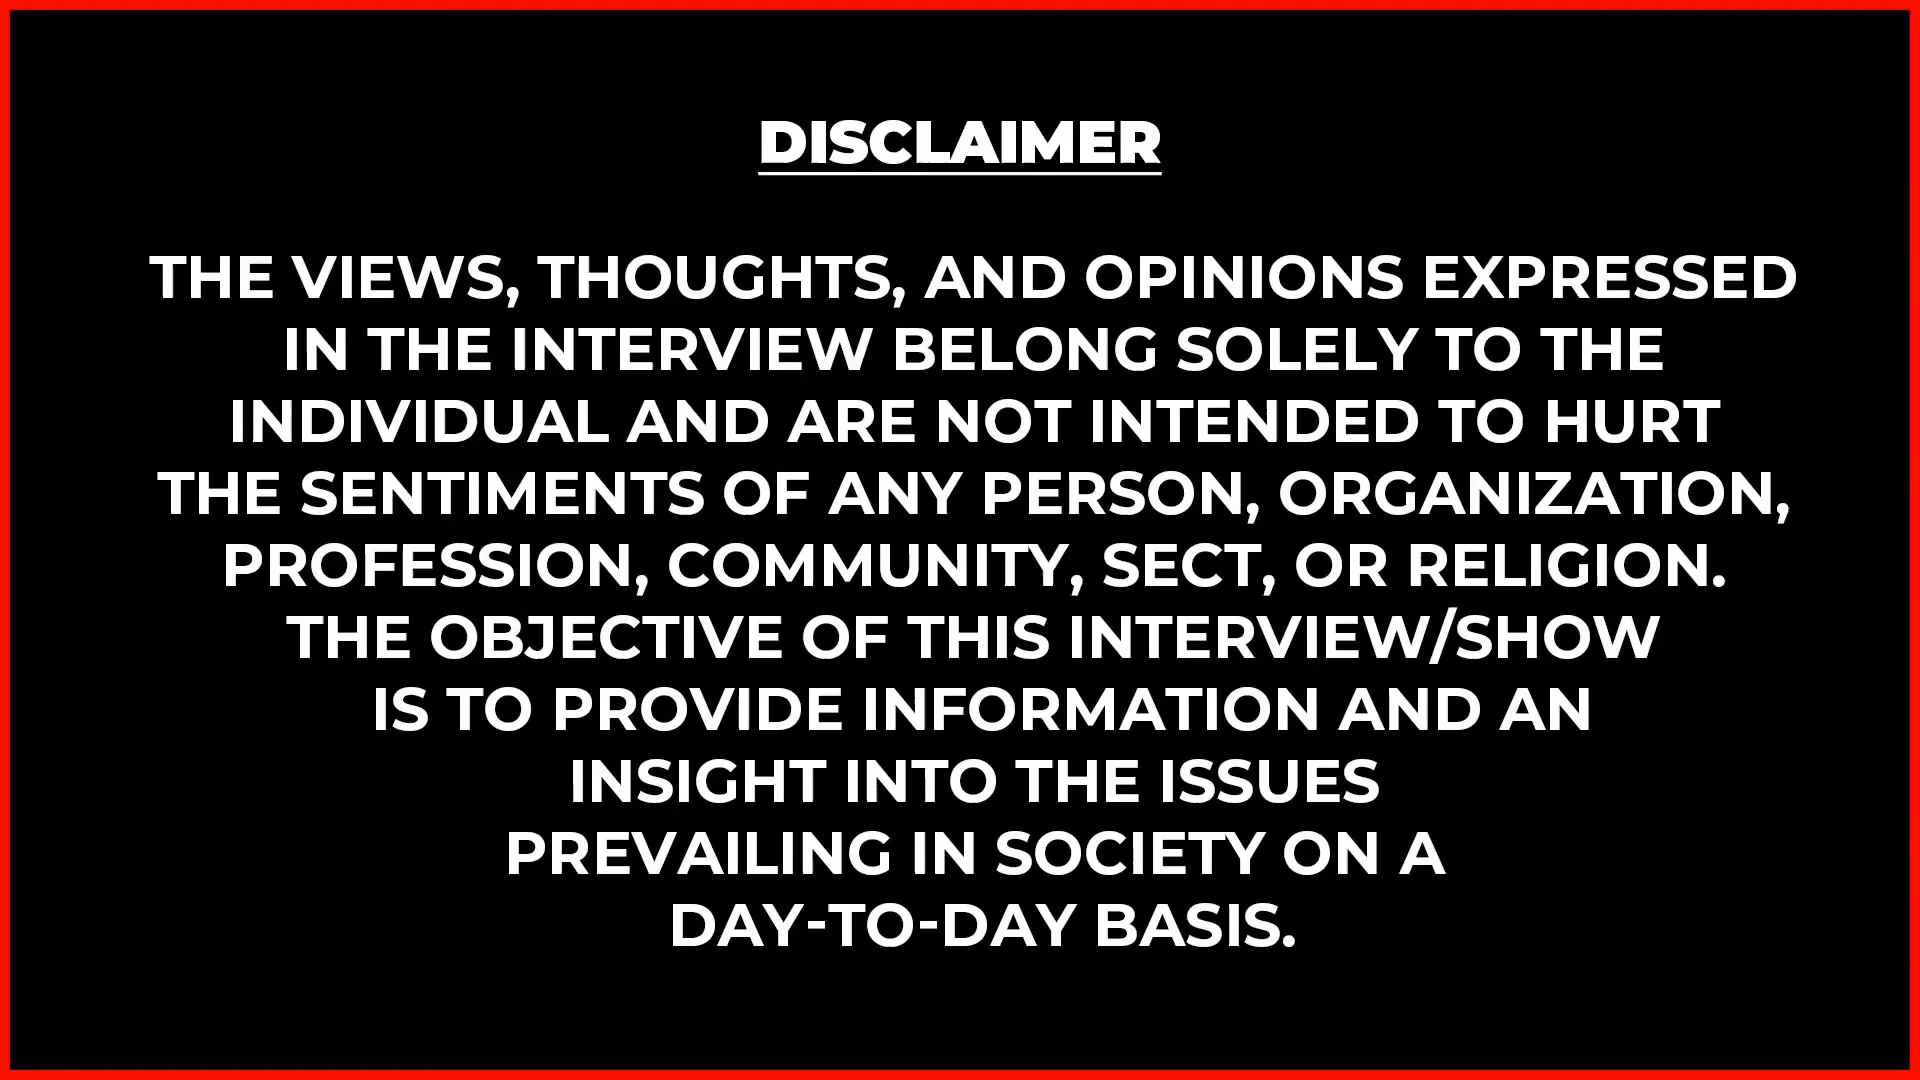 DISCLAIMER
THE VIEWS, THOUGHTS, AND OPINIONS EXPRESSED
IN THE INTERVIEW BELONG SOLELY TO THE
INDIVIDUAL AND ARE NOT INTENDED TO HURT
THE SENTIMENTS OF ANY PERSON, ORGANIZATION,
PROFESSION, COMMUNITY, SECT, OR RELIGION.
THE OBJECTIVE OF THIS INTERVIEW/SHOW
IS TO PROVIDE INFORMATION AND AN
INSIGHT INTO THE ISSUES
PREVAILING IN SOCIETY ON A
DAY-TO-DAY BASIS.